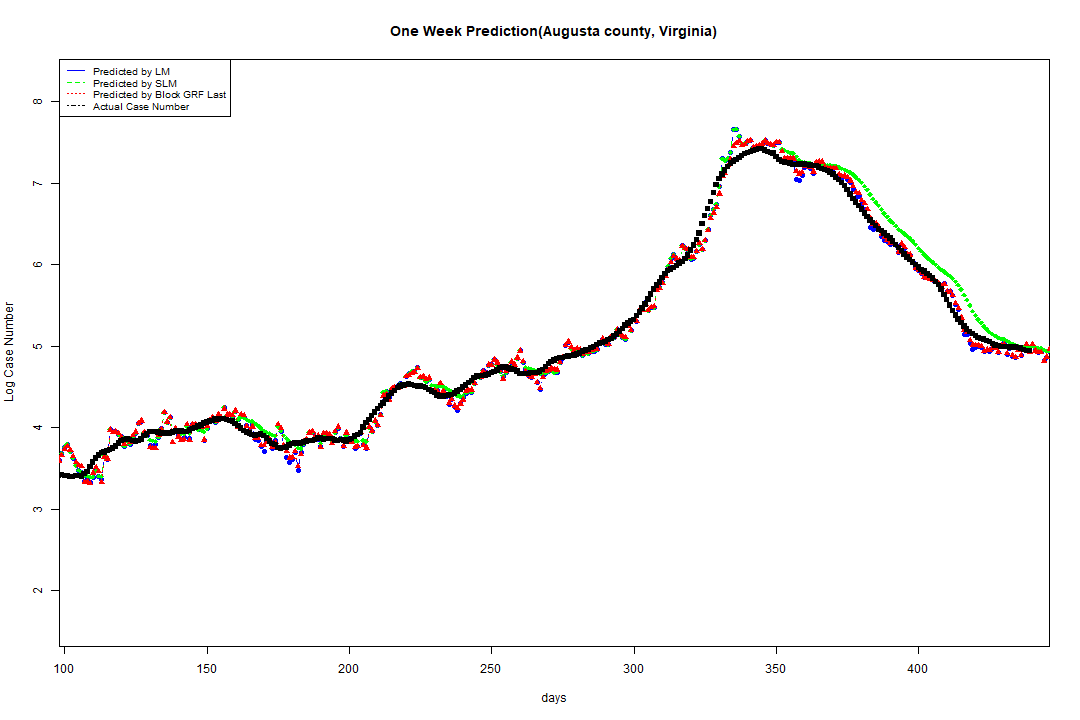 One Week Prediction(Augusta county, Virginia)
Predicted by LM
Predicted by SLM
Predicted by Block GRF Last
Actual Case Number
8
7
6
5
4
3
2
Log Case Number
100 150 200 250 300 350 400
days